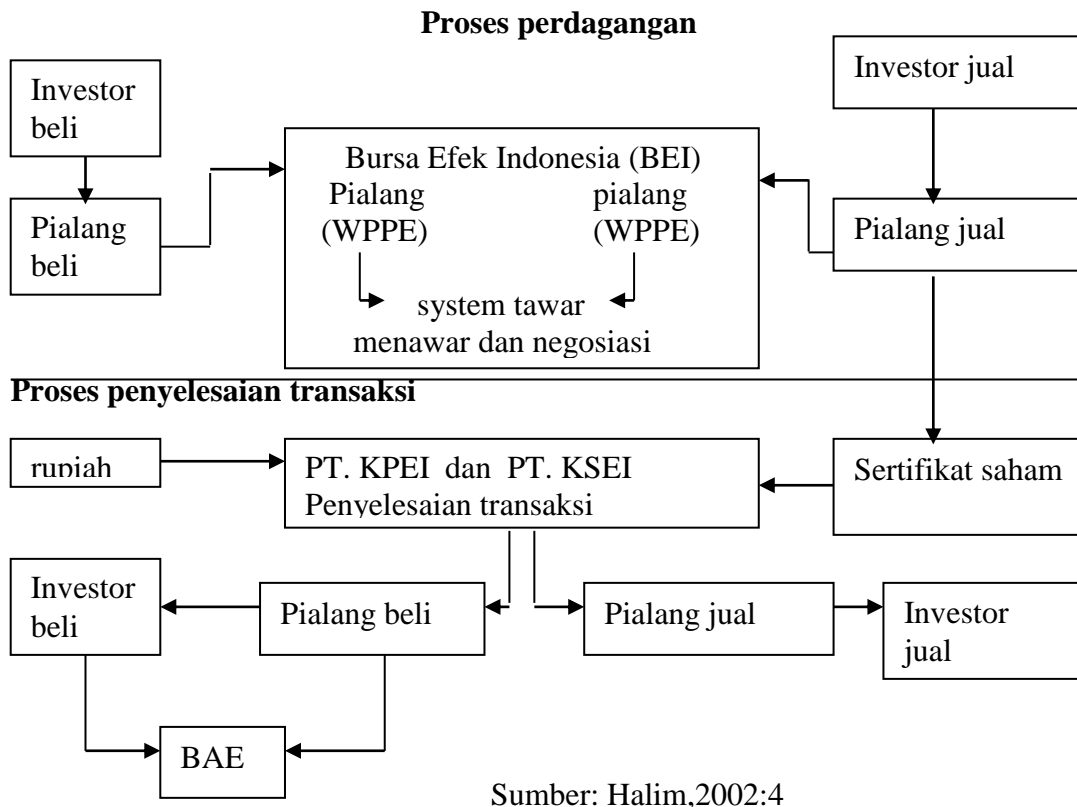 Proses perdagangan
Investor
beli
Investor jual
Bursa Efek Indonesia (BEI)
Pialang
(WPPE)
pialang
(WPPE)
system tawar
menawar dan negosiasi
Pialang
beli
Pialang jual
Proses penyelesaian transaksi
rupiah
PT. KPEI dan PT. KSEI
Penyelesaian transaksi
Sertifikat saham
Investor
beli
Pialang beli
Pialang jual
Investor
jual
BAE
Sumber: Halim,2002:4